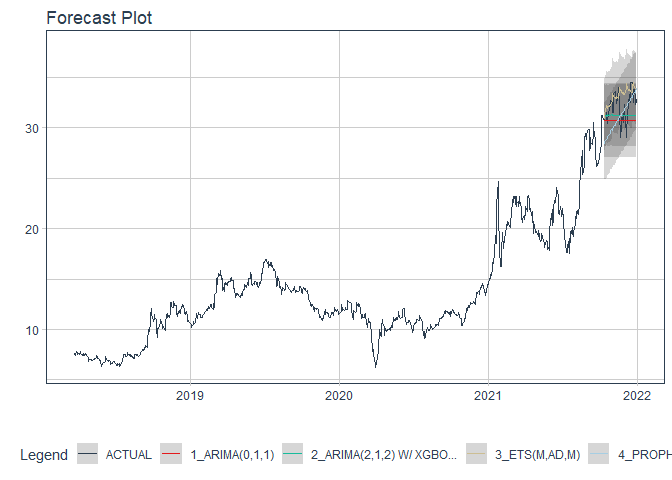 Forecast Plot
30
20
10
2019 2020 2021 2022
Legend ACTUAL 1_ARIMA(0,1,1) 2_ARIMA(2,1,2) W/ XGBO... 3_ETS(M,AD,M) 4_PROPH